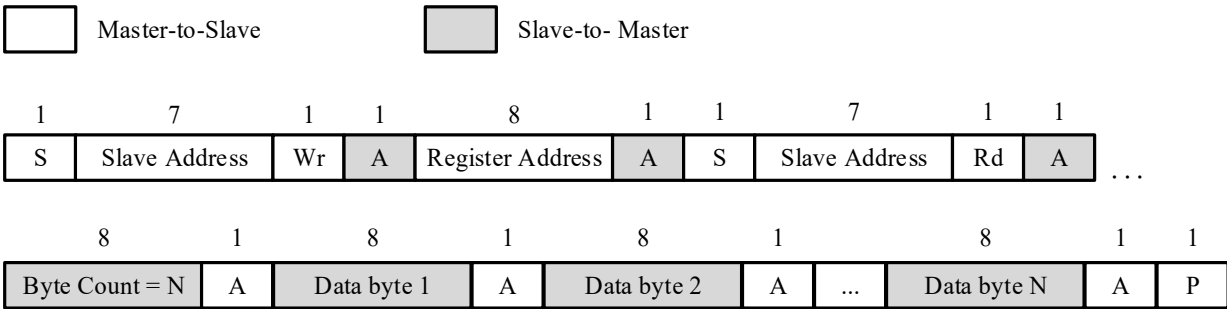 Master-to-Slave Slave-to- Master
1 7 1 1 8 1 1 7 1 1
S Slave Address Wr A Register Address A S Slave Address Rd A ...
8 1 8 1 8 1 8 1 1
Byte Count = N A Data byte 1 A Data byte 2 A ... Data byte N A P